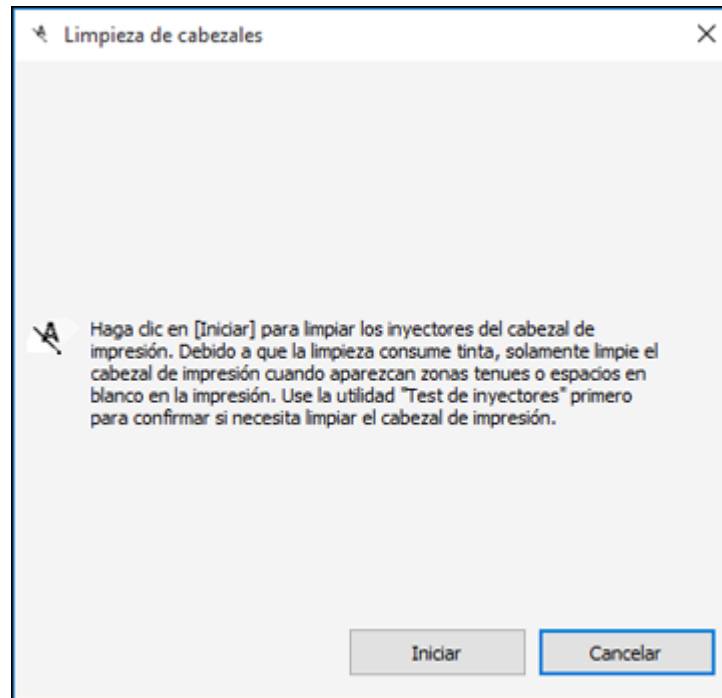 Limpieza de cabezales
Haga clic en [Iniciar] para limpiar los inyectores del cabezal de
impresión. Debido a que la limpieza consume tinta, solamente limpie el
cabezal de impresión cuando aparezcan zonas tenues o espacios en
blanco en la impresión. Use la utilidad "Test de inyectores" primero
para confirmar si necesita limpiar el cabezal de impresión.
Iniciar
Cancelar